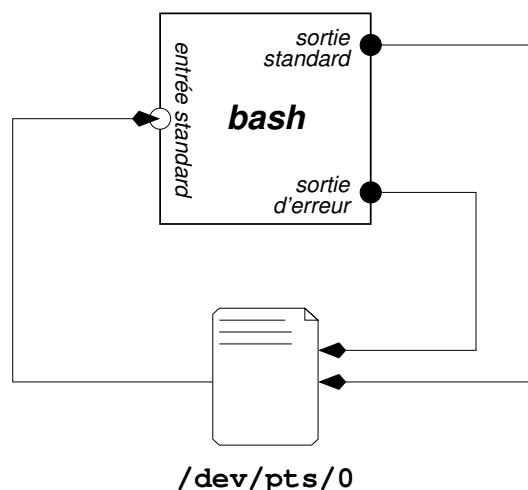 sortie
standard
entrée standard
bash
sortie
d'erreur
/dev/pts/0